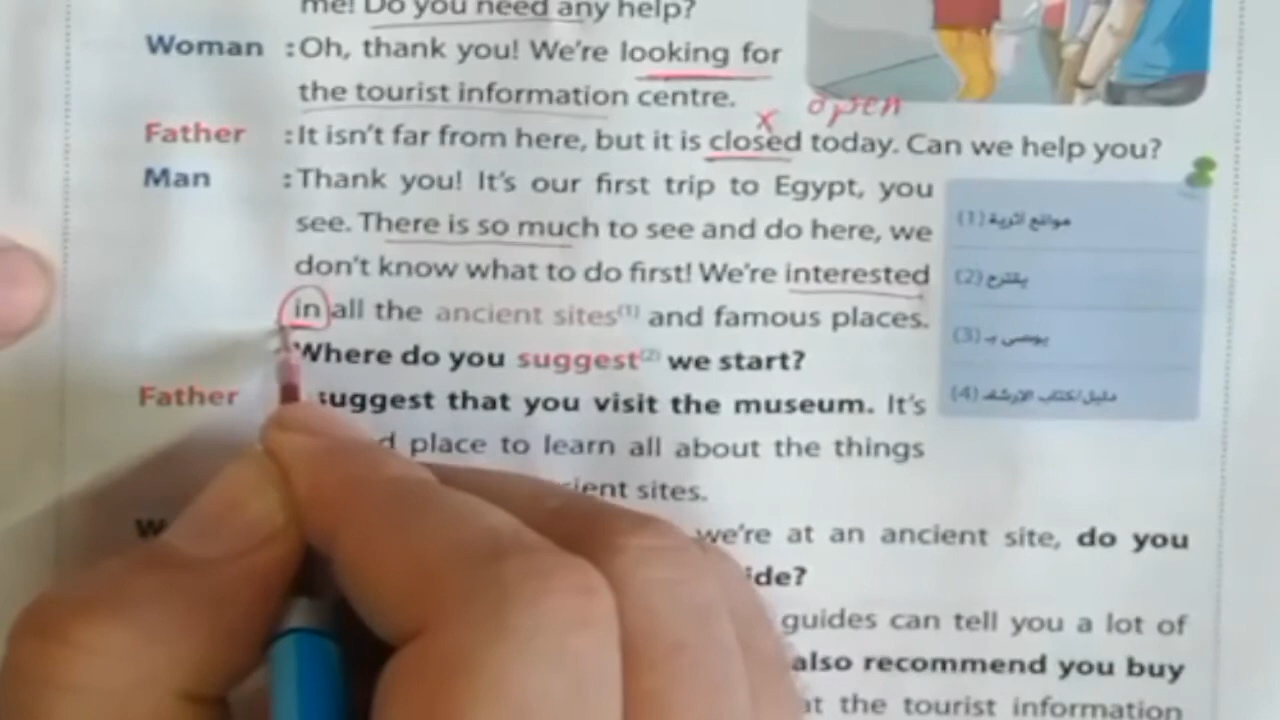 me! Do you need any help?
Woman : Oh, thank you! We're looking for
the tourist information centre.
x open
Father : It isn't far from here, but it is closed today. Can we help you?
Man : Thank you! It's our first trip to Egypt, you
see. There is so much to see and do here, we
don't know what to do first! We're interested
in all the ancient sites(1) and famous places.
Where do you suggest(2) we start?
Father suggest that you visit the museum. It's
place to learn all about the things
sites.
we're at an ancient site, do you
guides can tell you a lot of
also recommend you buy
at the tourist information
(1) مواقع أثرية
(2) يقترح
(3) يوصى بـ
(4) دليل/كتاب الإرشاد